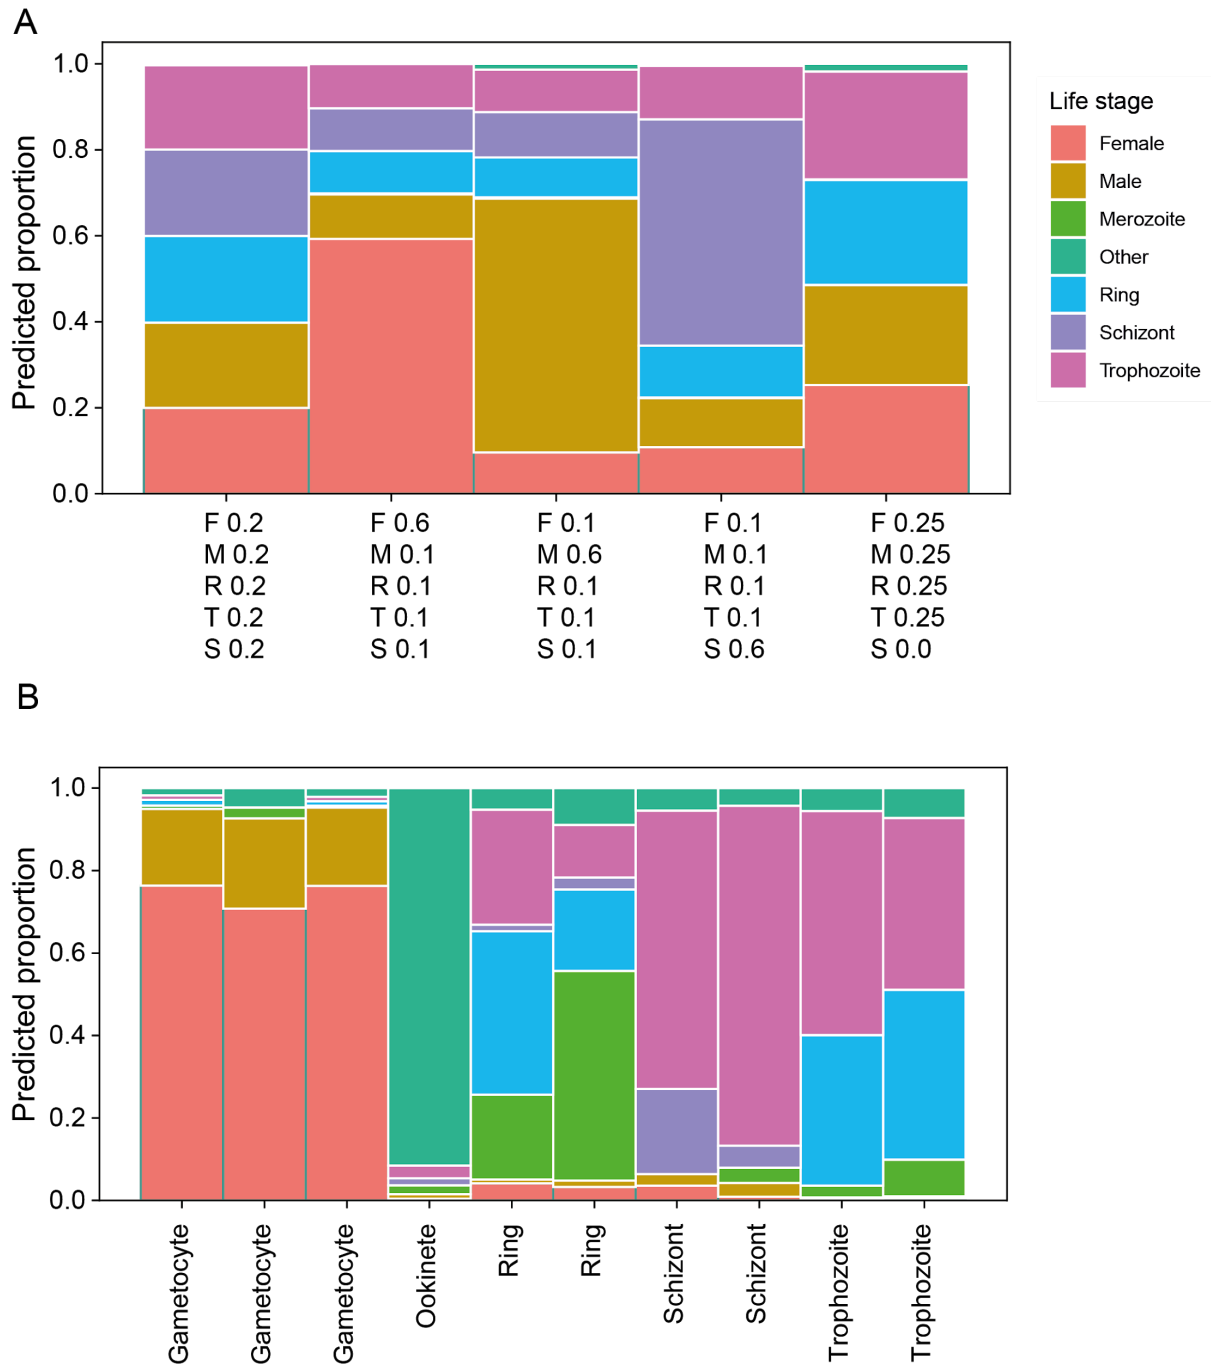 A
Predicted proportion
1.0
0.8
0.6
0.4
0.2
0.0
F 0.2
M 0.2
R 0.2
T 0.2
S 0.2
F 0.6
M 0.1
R 0.1
T 0.1
S 0.1
F 0.1
M 0.6
R 0.1
T 0.1
S 0.1
F 0.1
M 0.1
R 0.1
T 0.1
S 0.6
F 0.25
M 0.25
R 0.25
T 0.25
S 0.0
Life stage
Female
Male
Merozoite
Other
Ring
Schizont
Trophozoite
B
Predicted proportion
1.0
0.8
0.6
0.4
0.2
0.0
Gametocyte
Gametocyte
Gametocyte
Ookinete
Ring
Ring
Schizont
Schizont
Trophozoite
Trophozoite